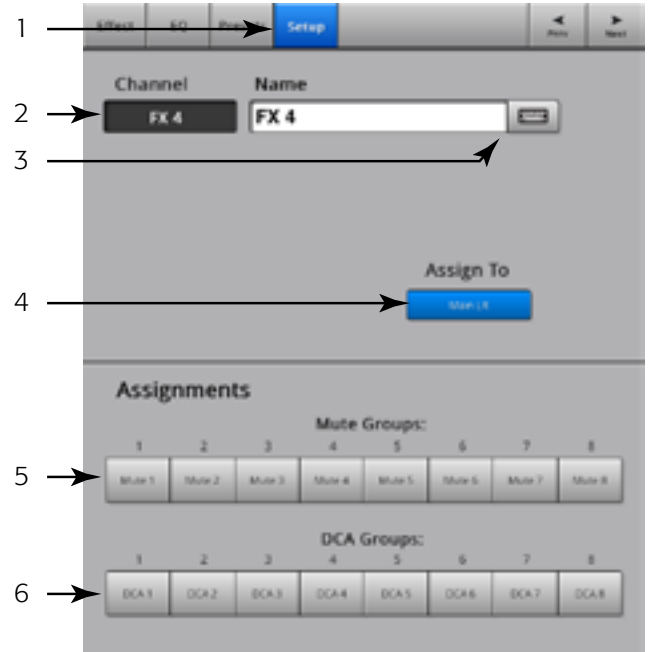 1
Effect EQ Presets Setup Prev Next
Channel Name
2
FX 4 FX 4
3
Assign To
4
Main LR
Assignments
Mute Groups:
1 2 3 4 5 6 7 8
5
Mute 1 Mute 2 Mute 3 Mute 4 Mute 5 Mute 6 Mute 7 Mute 8
DCA Groups:
1 2 3 4 5 6 7 8
6
DCA 1 DCA 2 DCA 3 DCA 4 DCA 5 DCA 6 DCA 7 DCA 8